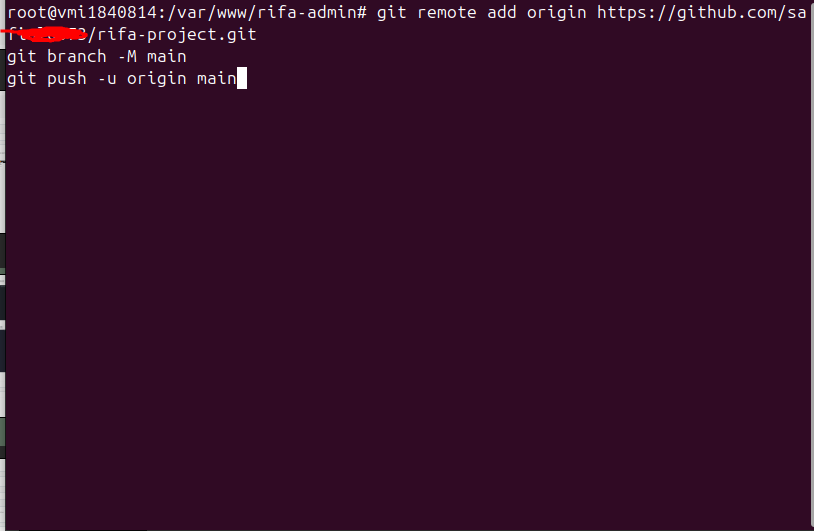 root@vmi1840814:/var/www/rifa-admin# git remote add origin https://github.com/sa
/rifa-project.git
git branch -M main
git push -u origin main